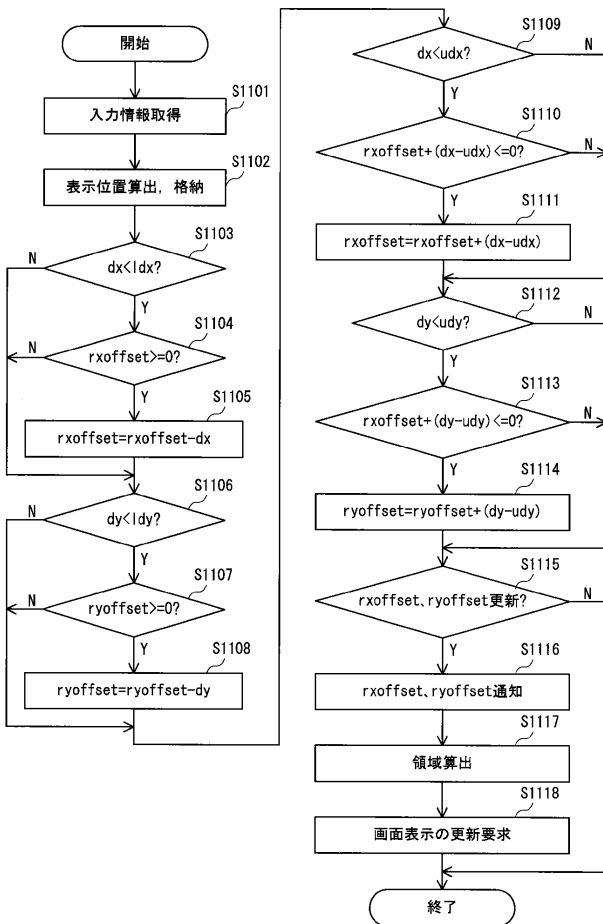 開始
S1101
入力情報取得
S1102
表示位置算出, 格納
S1103
dx<ldx?
N
Y
S1104
rxoffset>=0?
N
Y
S1105
rxoffset=rxoffset-dx
S1106
dy<ldy?
N
Y
S1107
ryoffset>=0?
N
Y
S1108
ryoffset=ryoffset-dy
S1109
dx<udx?
N
Y
S1110
rxoffset+(dx-udx)<=0?
N
Y
S1111
rxoffset=rxoffset+(dx-udx)
S1112
dy<udy?
N
Y
S1113
rxoffset+(dy-udy)<=0?
N
Y
S1114
ryoffset=ryoffset+(dy-udy)
S1115
rxoffset、ryoffset更新?
N
Y
S1116
rxoffset、ryoffset通知
S1117
領域算出
S1118
画面表示の更新要求
終了